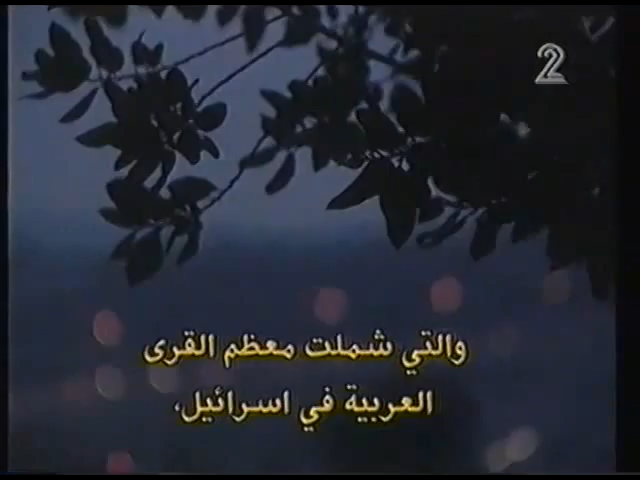 2
والتي شملت معظم القرى
العربية في اسرائيل،